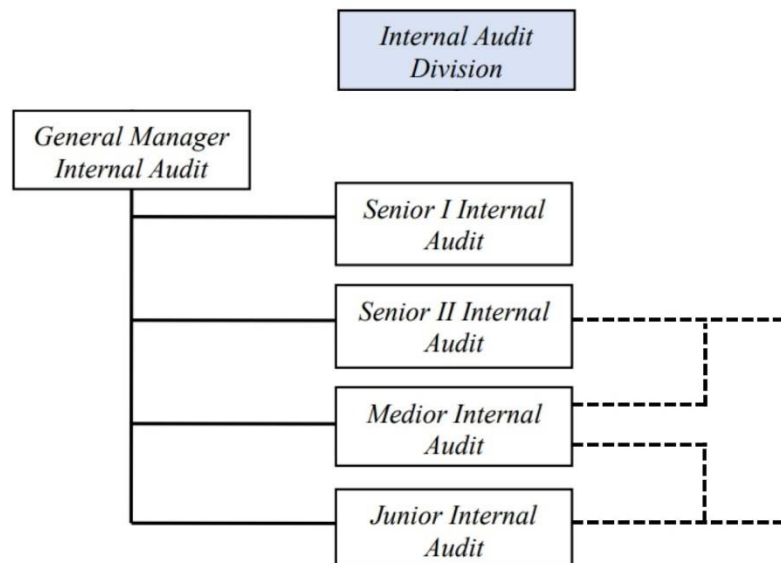 Internal Audit
Division
General Manager
Internal Audit
Senior I Internal
Audit
Senior II Internal
Audit
Medior Internal
Audit
Junior Internal
Audit